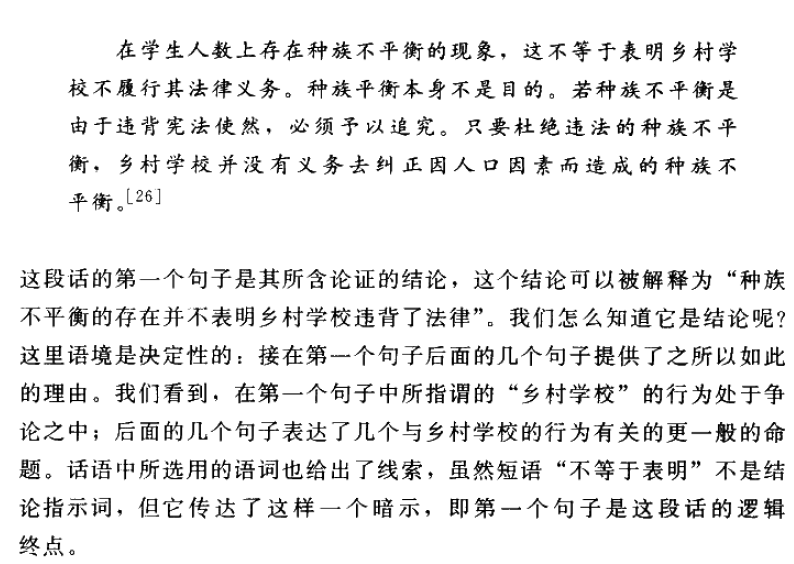 在学生人数上存在种族不平衡的现象，这不等于表明乡村学
校不履行其法律义务。种族平衡本身不是目的。若种族不平衡是
由于违背宪法使然，必须予以追究。只要杜绝违法的种族不平
衡，乡村学校并没有义务去纠正因人口因素而造成的种族不
平衡。[26]
这段话的第一个句子是其所含论证的结论，这个结论可以被解释为“种族
不平衡的存在并不表明乡村学校违背了法律”。我们怎么知道它是结论呢？
这里语境是决定性的：接在第一个句子后面的几个句子提供了之所以如此
的理由。我们看到，在第一个句子中所指谓的“乡村学校”的行为处于争
论之中；后面的几个句子表达了几个与乡村学校的行为有关的更一般的命
题。话语中所选用的语词也给出了线索，虽然短语“不等于表明”不是结
论指示词，但它传达了这样一个暗示，即第一个句子是这段话的逻辑
终点。